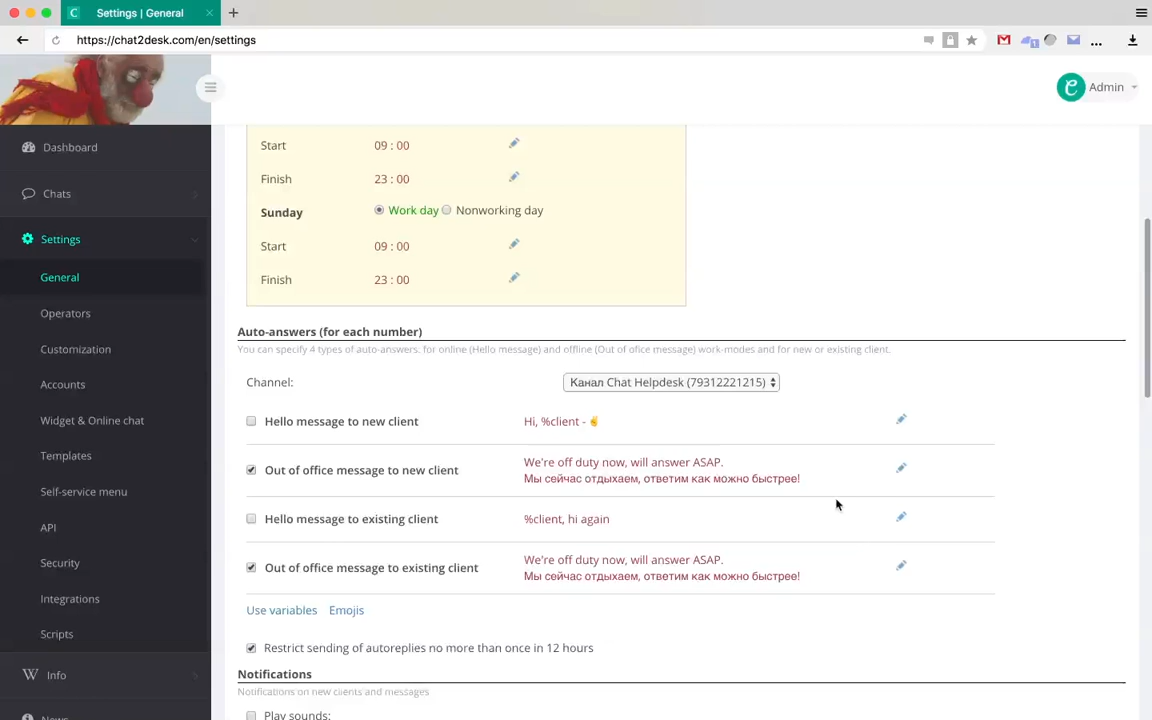 Settings | General
https://chat2desk.com/en/settings
Admin
Dashboard
Chats
Settings
General
Operators
Customization
Accounts
Widget & Online chat
Templates
Self-service menu
API
Security
Integrations
Scripts
Info
News
Start 09 : 00
Finish 23 : 00
Sunday Work day Nonworking day
Start 09 : 00
Finish 23 : 00
Auto-answers (for each number)
You can specify 4 types of auto-answers. for online (Hello message) and offline (Out of ofice message) work-modes and for new or existing client.
Channel: Канал Chat Helpdesk (79312221215)
Hello message to new client Hi, %client - ✌
Out of office message to new client We're off duty now, will answer ASAP.
Мы сейчас отдыхаем, ответим как можно быстрее!
Hello message to existing client %client, hi again
Out of office message to existing client We're off duty now, will answer ASAP.
Мы сейчас отдыхаем, ответим как можно быстрее!
Use variables Emojis
Restrict sending of autoreplies no more than once in 12 hours
Notifications
Notifications on new clients and messages
Play sounds: